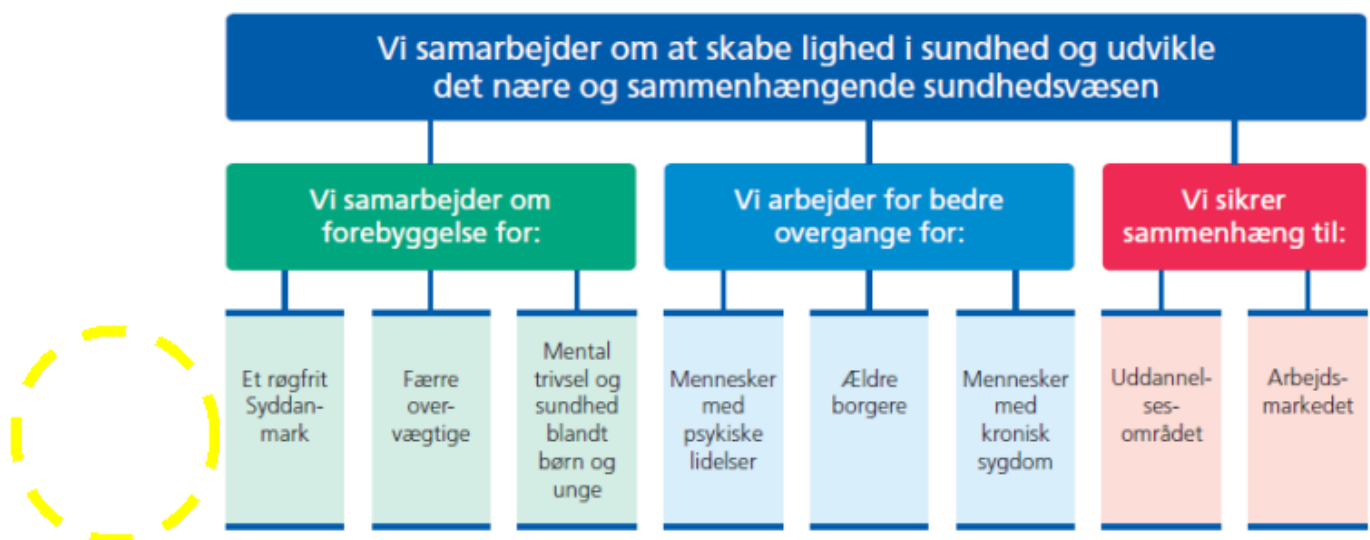 Vi samarbejder om at skabe lighed i sundhed og udvikle
det nære og sammenhængende sundhedsvæsen
Vi samarbejder om
forebyggelse for:
Vi arbejder for bedre
overgange for:
Vi sikrer
sammenhæng til:
Et røgfrit
Syddan-
mark
Færre
over-
vægtige
Mental
trivsel og
sundhed
blandt
børn og
unge
Mennesker
med
psykiske
lidelser
Ældre
borgere
Mennesker
med
kronisk
sygdom
Uddannel-
ses-
området
Arbejds-
markedet